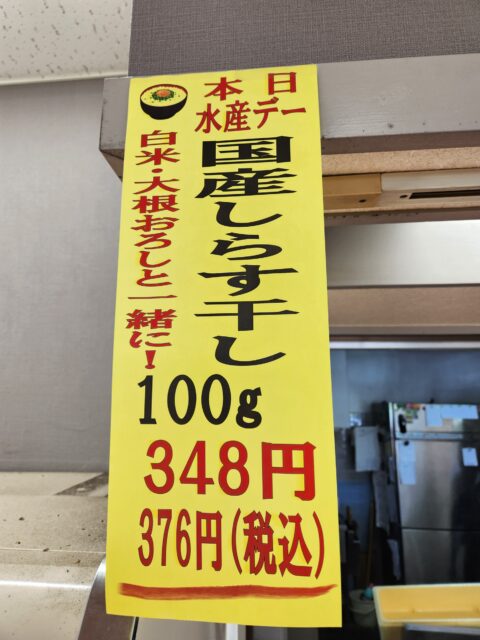 本日
水産デー
国産しらす干し
白米・大根おろしと一緒に！
100g
348円
376円(税込)